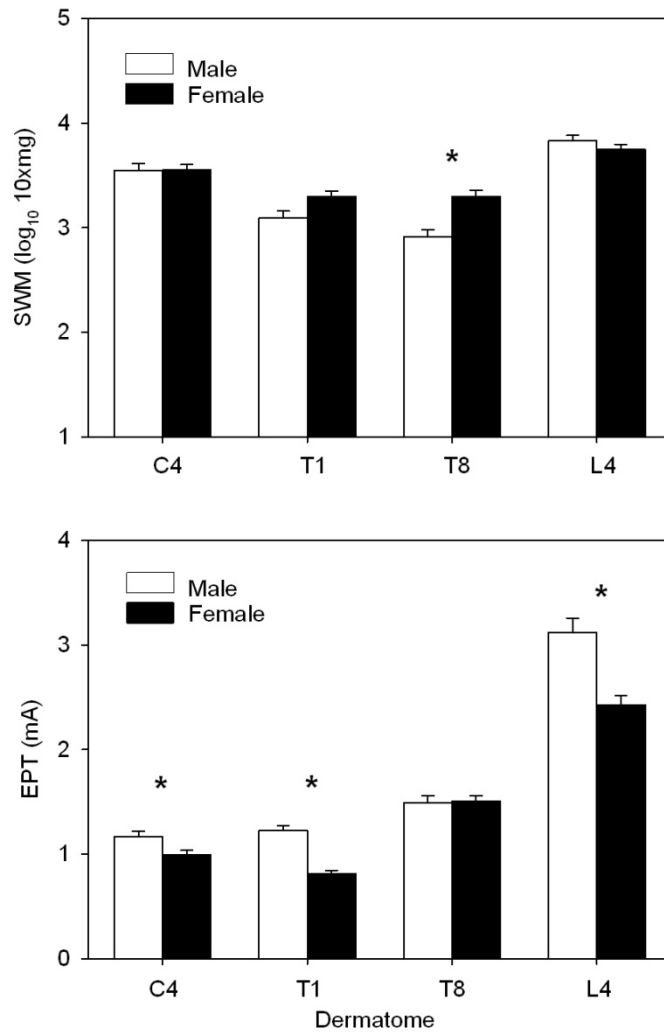 5
Male
Female
4
*
3
SWM (log₁₀ 10xmg)
2
1
C4 T1 T8 L4
4
Male
Female
*
3
EPT (mA)
2
* *
1
0
C4 T1 T8 L4
Dermatome